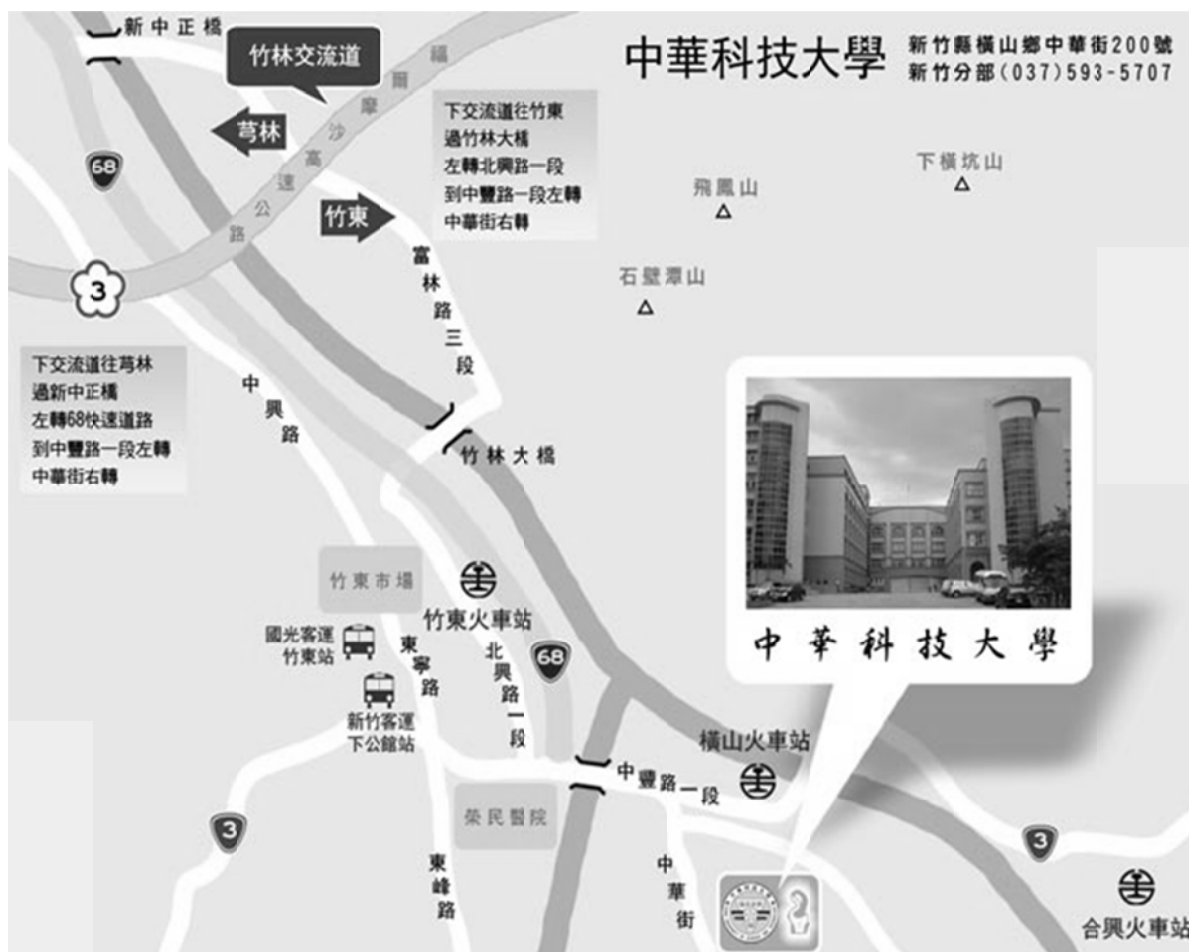 新中正橋
竹林交流道
中華科技大學
新竹縣橫山鄉中華街200號
新竹分部(037)593-5707
福爾摩沙高速公路
芎林
68
下交流道往竹東
過竹林大橋
左轉北興路一段
到中豐路一段左轉
中華街右轉
下橫坑山
飛鳳山
竹東
石壁潭山
3
富林路三段
下交流道往芎林
過新中正橋
左轉68快速道路
到中豐路一段左轉
中華街右轉
中興路
竹林大橋
竹東市場
竹東火車站
國光客運
竹東站
東寧路
北興路一段
68
中華科技大學
新竹客運
下公館站
橫山火車站
中豐路一段
榮民醫院
3
3
東峰路
中華街
合興火車站